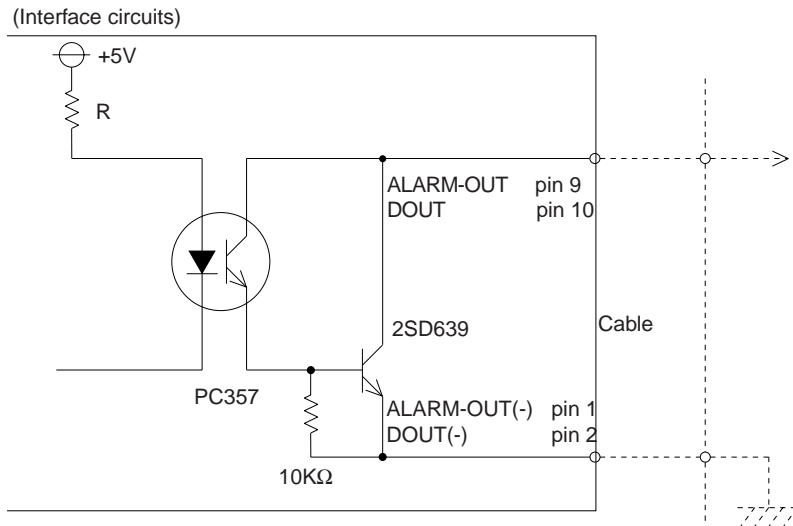 (Interface circuits)
+5V
R
ALARM-OUT pin 9
DOUT pin 10
2SD639
Cable
PC357
ALARM-OUT(-) pin 1
DOUT(-) pin 2
10KΩ